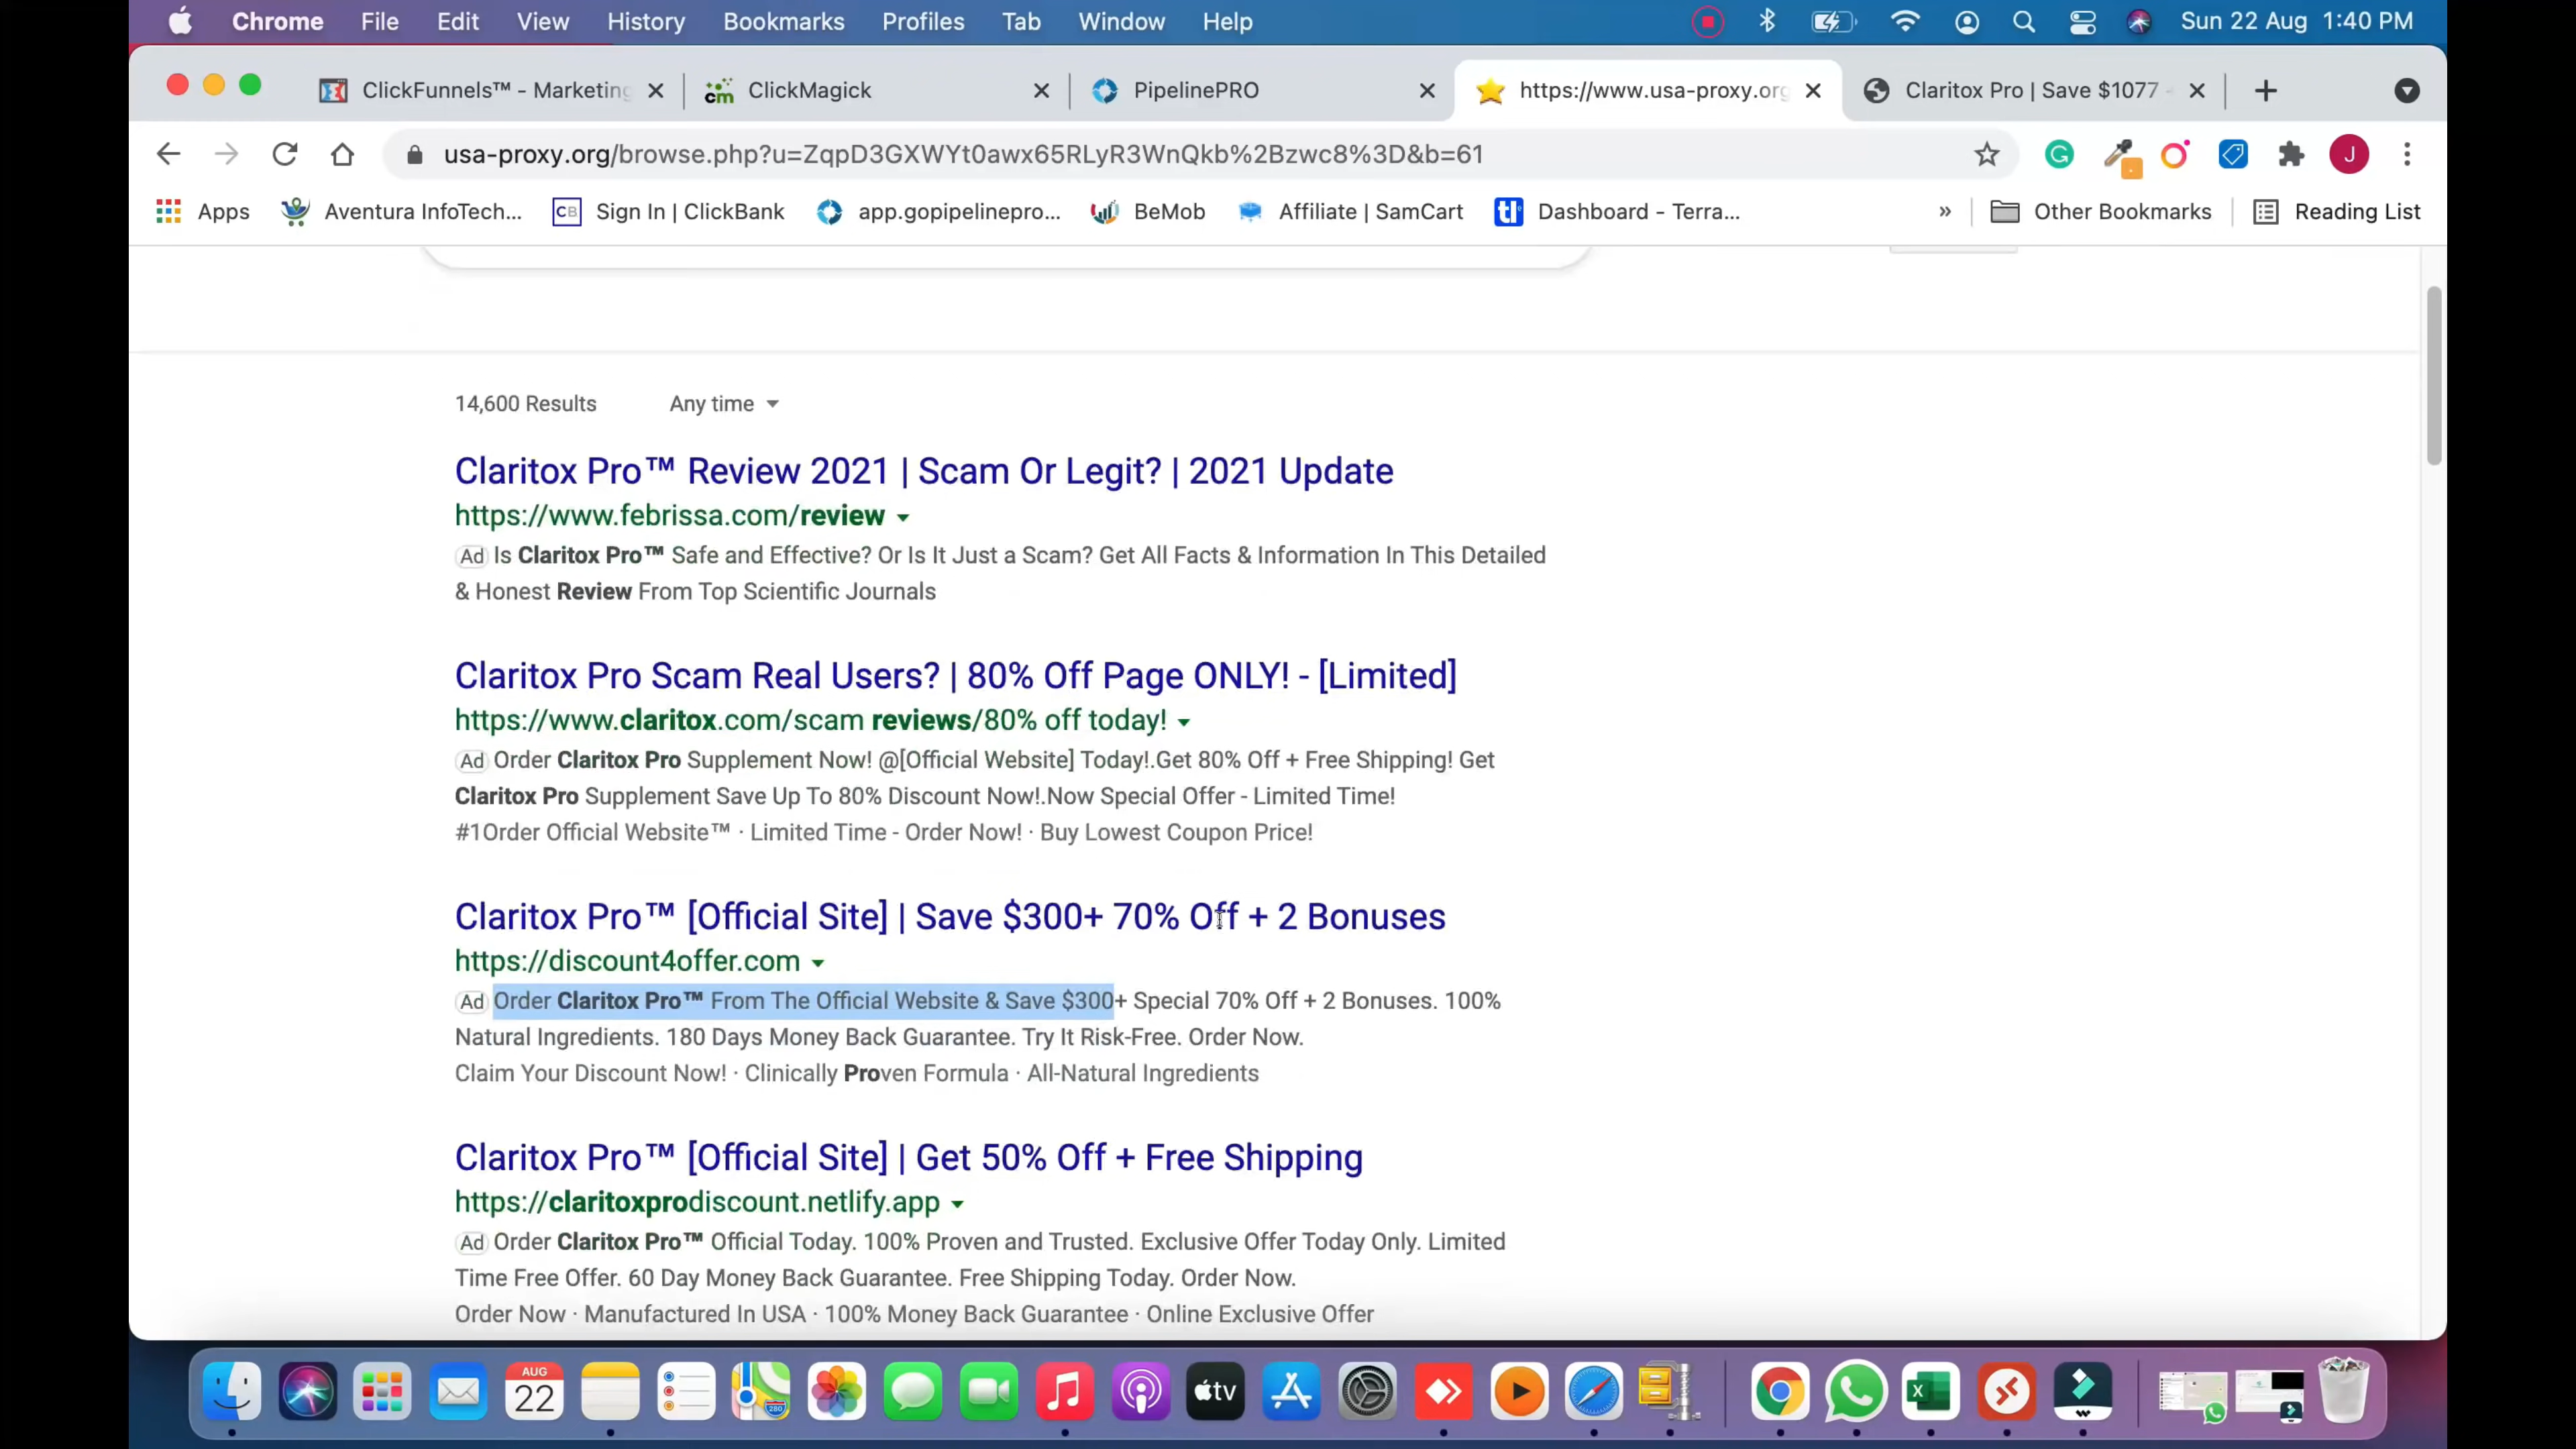 Chrome File Edit View History Bookmarks Profiles Tab Window Help Sun 22 Aug 1:40 PM
ClickFunnels™ - Marketing ClickMagick PipelinePRO https://www.usa-proxy.org Claritox Pro | Save $1077 -
usa-proxy.org/browse.php?u=ZqpD3GXWYt0awx65RLyR3WnQkb%2Bzwc8%3D&b=61 J
Apps Aventura InfoTech... CB Sign In | ClickBank app.gopipelinepro... BeMob Affiliate | SamCart tl Dashboard - Terra... » Other Bookmarks Reading List
14,600 Results Any time
Claritox Pro™ Review 2021 | Scam Or Legit? | 2021 Update
https://www.febrissa.com/review
Ad Is Claritox Pro™ Safe and Effective? Or Is It Just a Scam? Get All Facts & Information In This Detailed
& Honest Review From Top Scientific Journals
Claritox Pro Scam Real Users? | 80% Off Page ONLY! - [Limited]
https://www.claritox.com/scam reviews/80% off today!
Ad Order Claritox Pro Supplement Now! @[Official Website] Today!.Get 80% Off + Free Shipping! Get
Claritox Pro Supplement Save Up To 80% Discount Now!.Now Special Offer - Limited Time!
#1Order Official Website™ · Limited Time - Order Now! · Buy Lowest Coupon Price!
Claritox Pro™ [Official Site] | Save $300+ 70% Off + 2 Bonuses
https://discount4offer.com
Ad Order Claritox Pro™ From The Official Website & Save $300+ Special 70% Off + 2 Bonuses. 100%
Natural Ingredients. 180 Days Money Back Guarantee. Try It Risk-Free. Order Now.
Claim Your Discount Now! · Clinically Proven Formula · All-Natural Ingredients
Claritox Pro™ [Official Site] | Get 50% Off + Free Shipping
https://claritoxprodiscount.netlify.app
Ad Order Claritox Pro™ Official Today. 100% Proven and Trusted. Exclusive Offer Today Only. Limited
Time Free Offer. 60 Day Money Back Guarantee. Free Shipping Today. Order Now.
Order Now · Manufactured In USA · 100% Money Back Guarantee · Online Exclusive Offer
AUG
22
tv